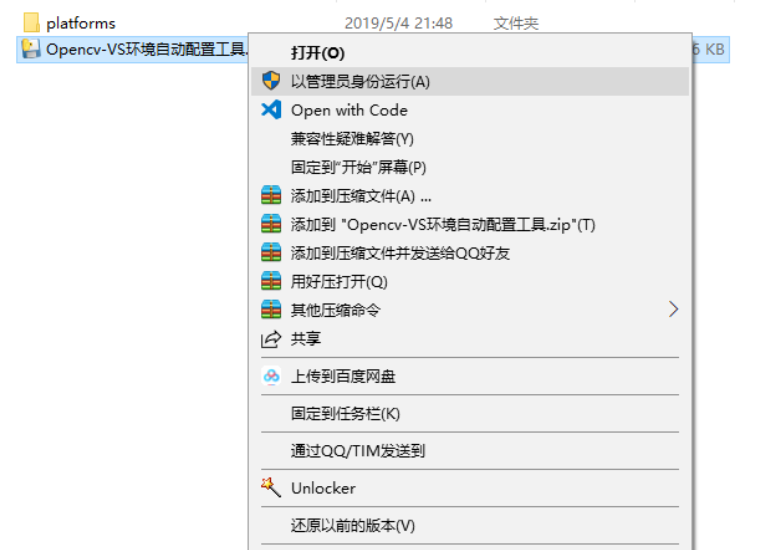 platforms 2019/5/4 21:48 文件夹
Opencv-VS环境自动配置工具. KB
打开(O)
以管理员身份运行(A)
Open with Code
兼容性疑难解答(Y)
固定到"开始"屏幕(P)
添加到压缩文件(A) ...
添加到 "Opencv-VS环境自动配置工具.zip"(T)
添加到压缩文件并发送给QQ好友
用好压打开(Q)
其他压缩命令
共享
上传到百度网盘
固定到任务栏(K)
通过QQ/TIM发送到
Unlocker
还原以前的版本(V)